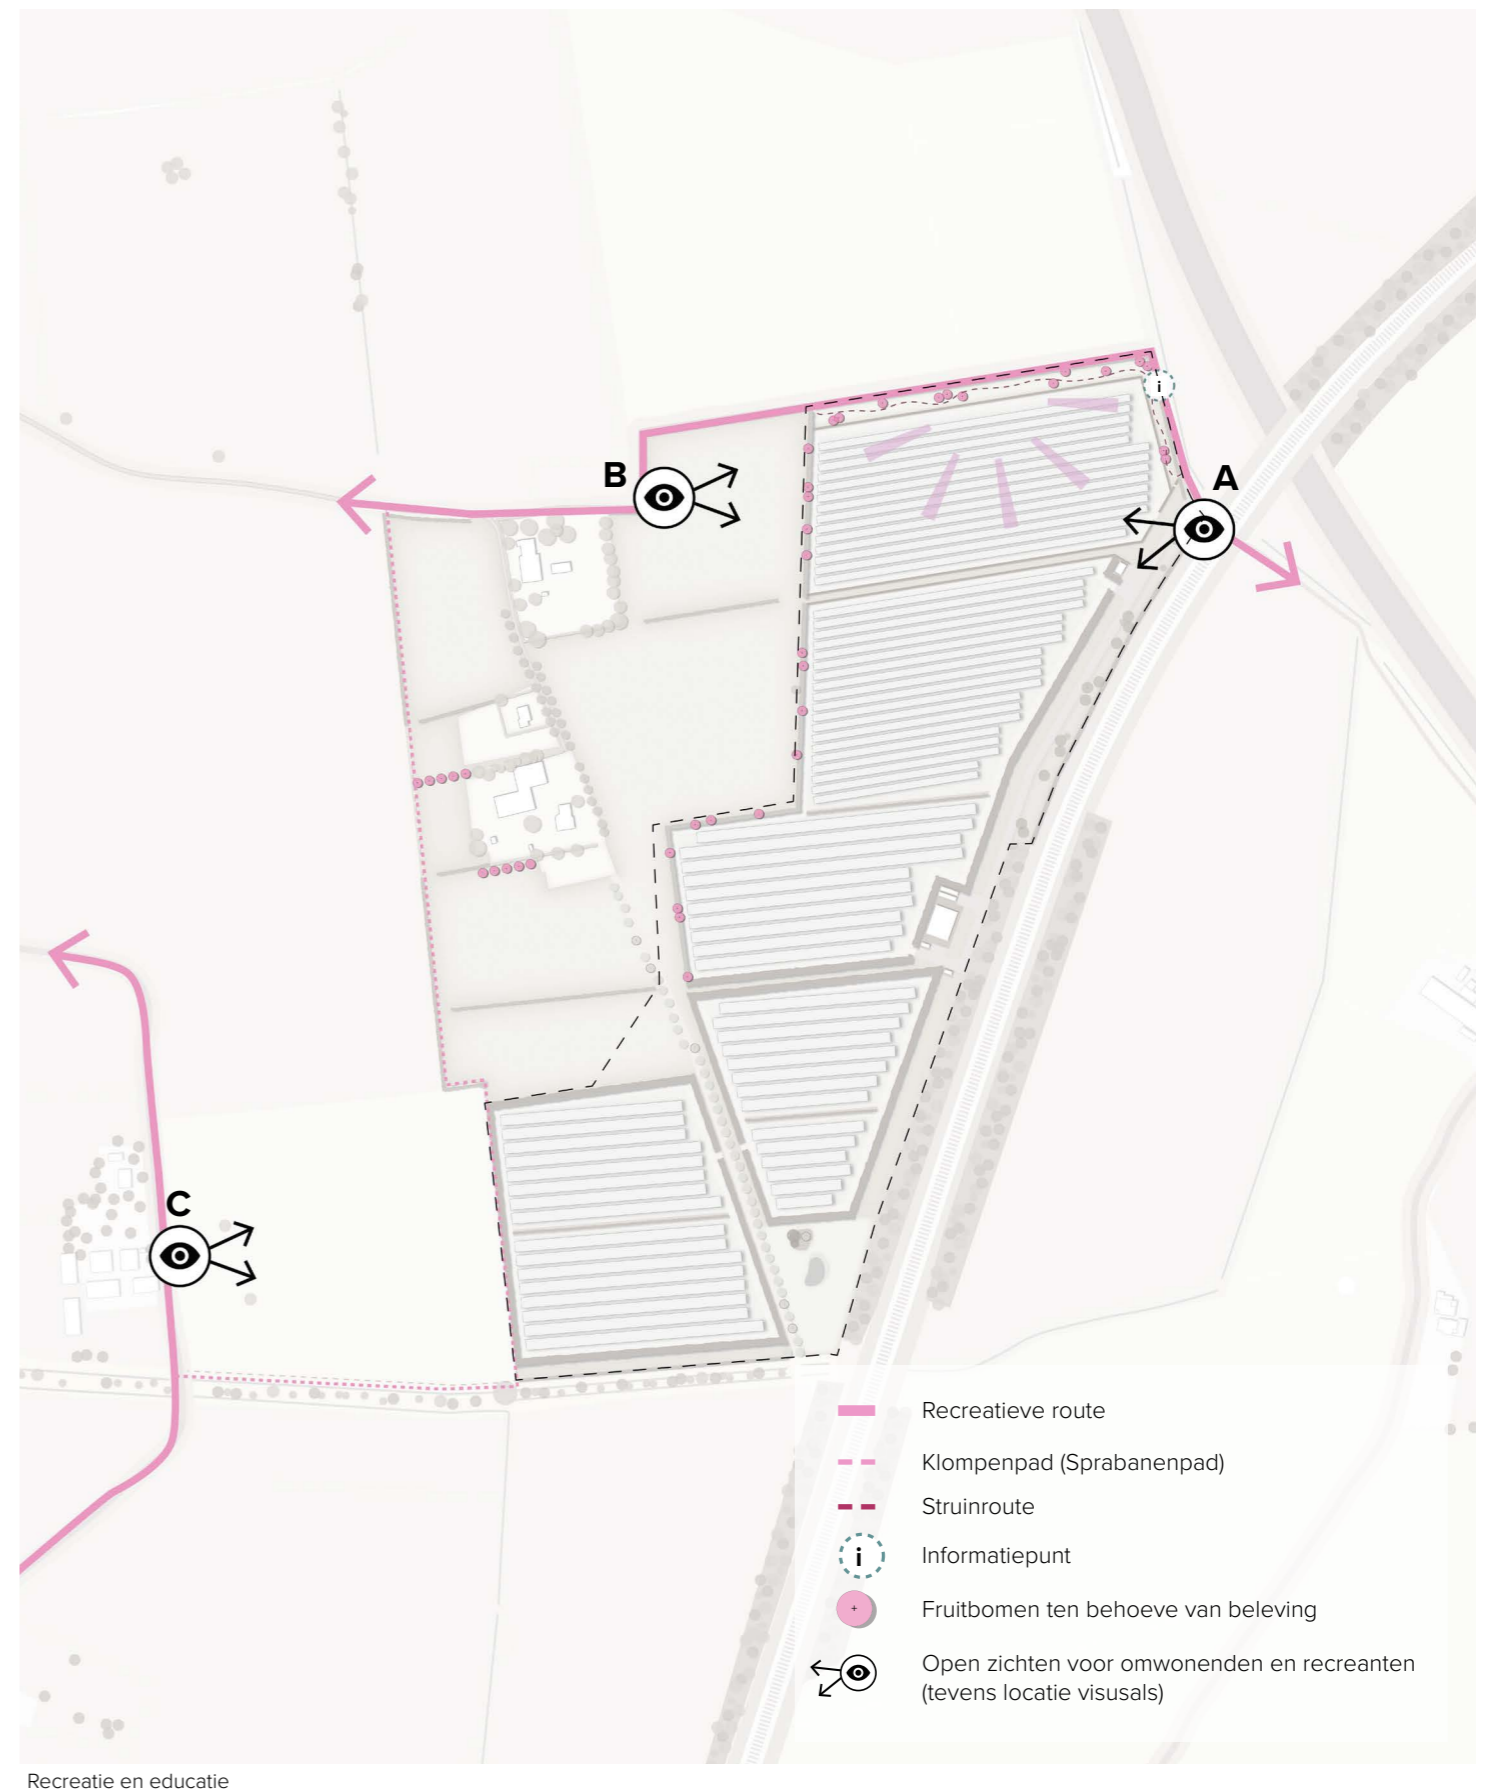 i
A
B
C
Recreatieve route
Klompenpad (Sprabanenpad)
Struinroute
i
Informatiepunt
Fruitbomen ten behoeve van beleving
Open zichten voor omwonenden en recreanten
(tevens locatie visusals)
Recreatie en educatie